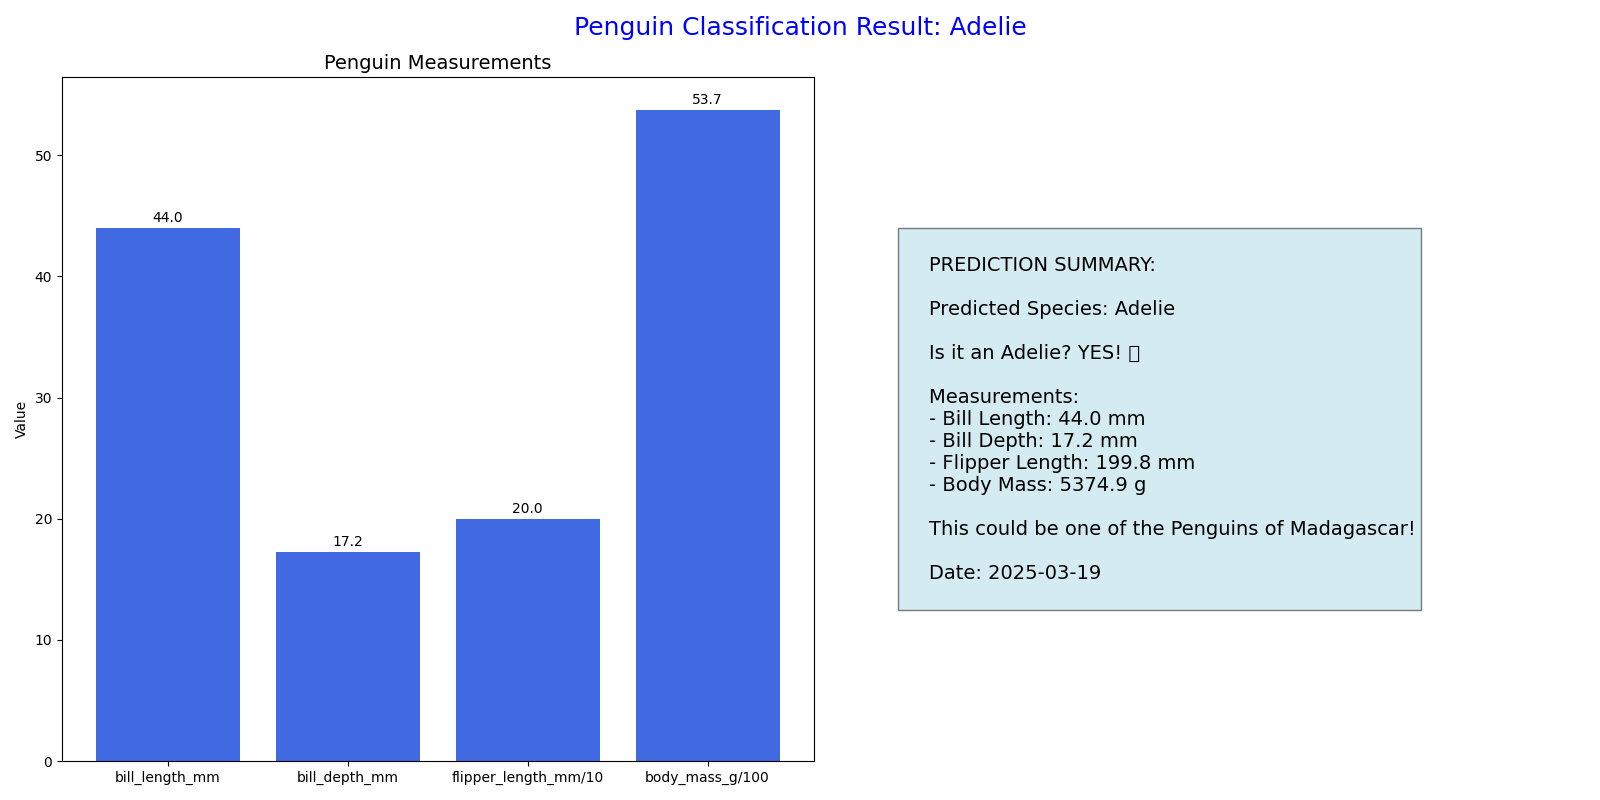 Penguin Classification Result: Adelie
Penguin Measurements
53.7
44.0
20.0
17.2
50
40
30
20
10
0
Value
bill_length_mm
bill_depth_mm
flipper_length_mm/10
body_mass_g/100
PREDICTION SUMMARY:
Predicted Species: Adelie
Is it an Adelie? YES! 
Measurements:
- Bill Length: 44.0 mm
- Bill Depth: 17.2 mm
- Flipper Length: 199.8 mm
- Body Mass: 5374.9 g
This could be one of the Penguins of Madagascar!
Date: 2025-03-19